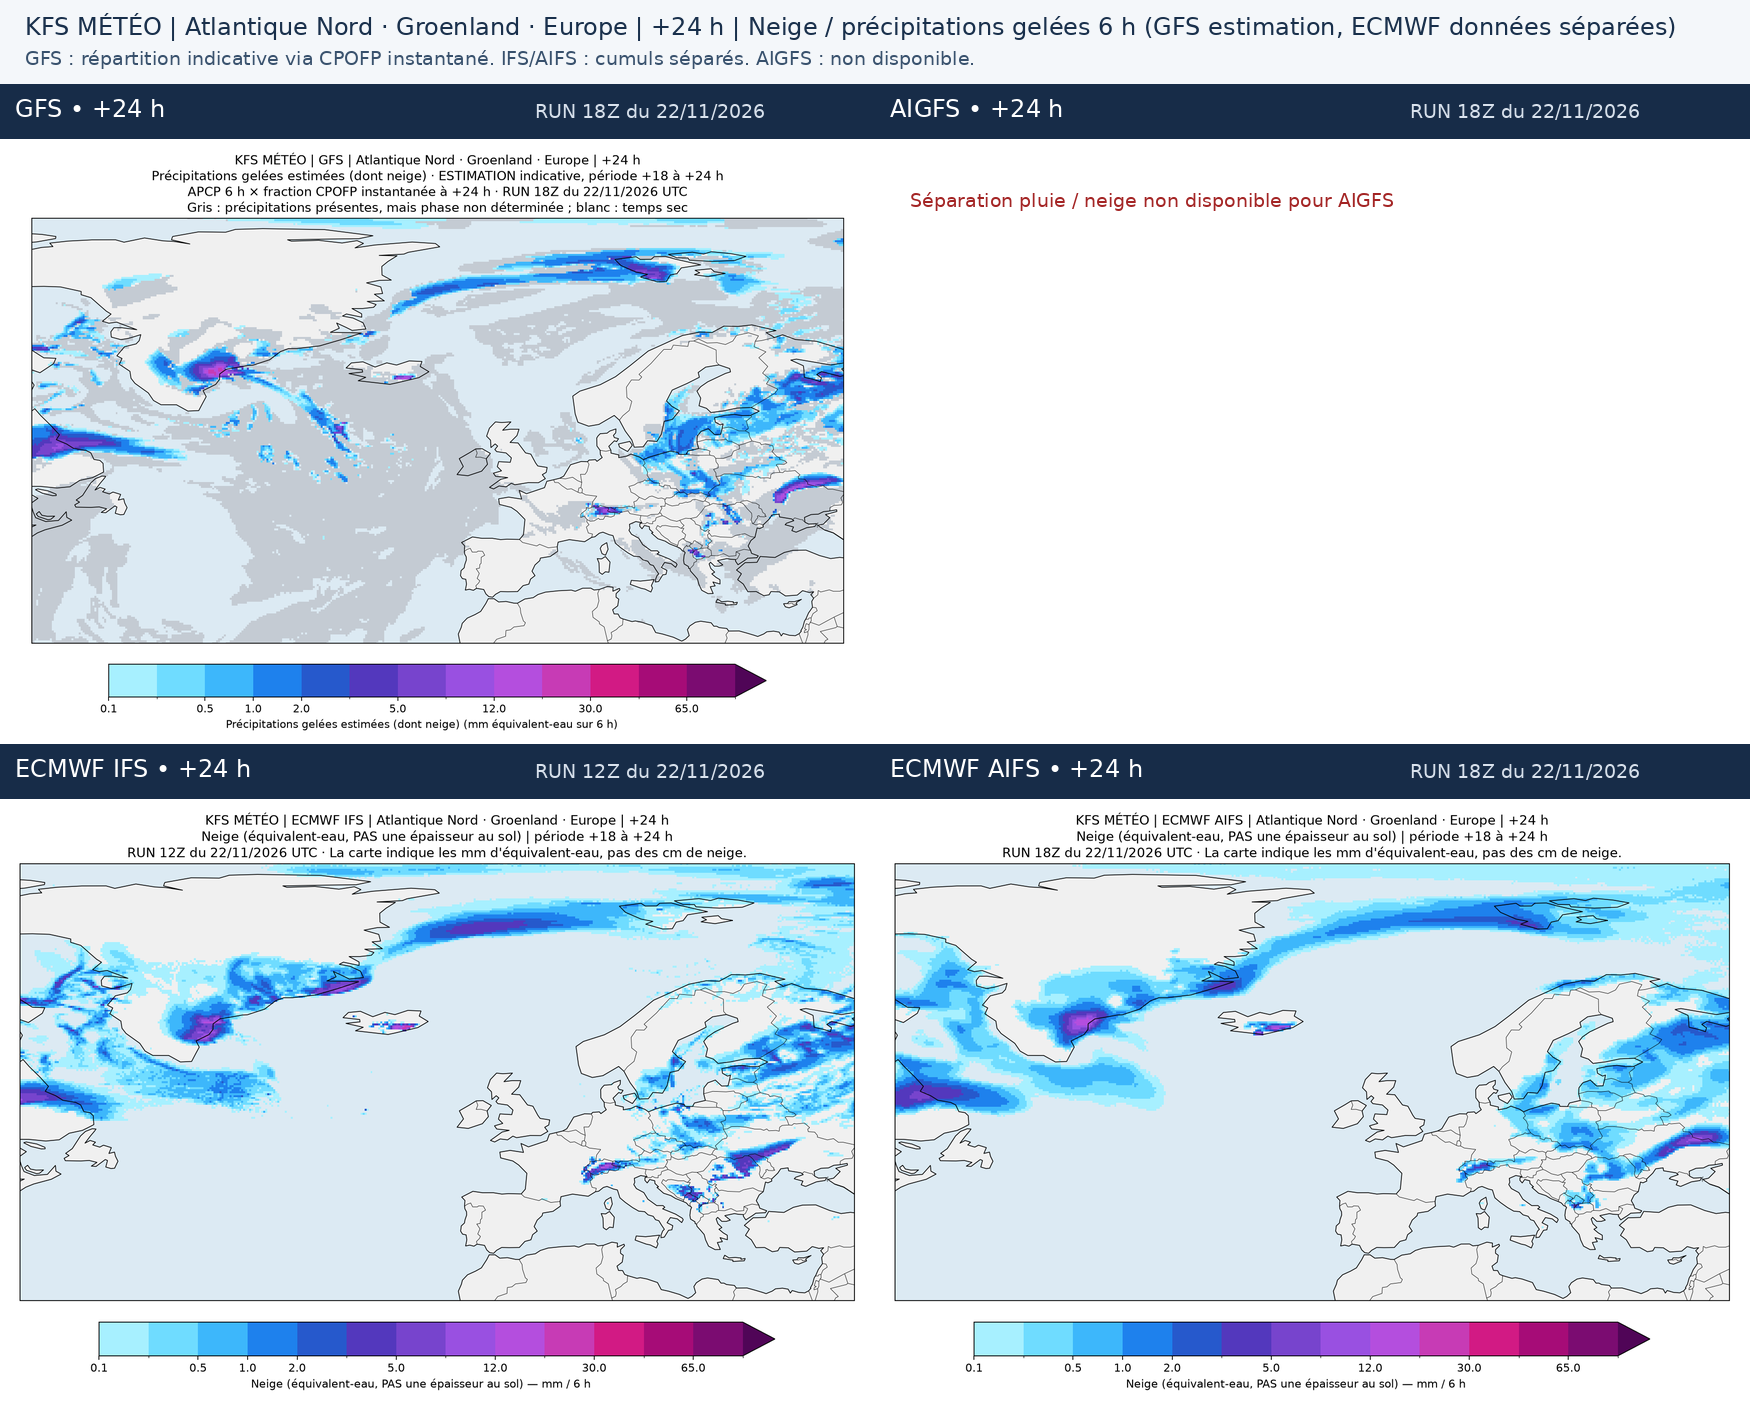 KFS MÉTÉO | Atlantique Nord · Groenland · Europe | +24 h | Neige / précipitations gelées 6 h (GFS estimation, ECMWF données séparées)
GFS : répartition indicative via CPOFP instantané. IFS/AIFS : cumuls séparés. AIGFS : non disponible.
GFS • +24 h
RUN 18Z du 22/11/2026
AIGFS • +24 h
RUN 18Z du 22/11/2026
KFS MÉTÉO | GFS | Atlantique Nord · Groenland · Europe | +24 h
Précipitations gelées estimées (dont neige) · ESTIMATION indicative, période +18 à +24 h
APCP 6 h × fraction CPOFP instantanée à +24 h · RUN 18Z du 22/11/2026 UTC
Gris : précipitations présentes, mais phase non déterminée ; blanc : temps sec
Séparation pluie / neige non disponible pour AIGFS
0.1 0.5 1.0 2.0 5.0 12.0 30.0 65.0
Précipitations gelées estimées (dont neige) (mm équivalent-eau sur 6 h)
ECMWF IFS • +24 h
RUN 12Z du 22/11/2026
ECMWF AIFS • +24 h
RUN 18Z du 22/11/2026
KFS MÉTÉO | ECMWF IFS | Atlantique Nord · Groenland · Europe | +24 h
Neige (équivalent-eau, PAS une épaisseur au sol) | période +18 à +24 h
RUN 12Z du 22/11/2026 UTC · La carte indique les mm d'équivalent-eau, pas des cm de neige.
KFS MÉTÉO | ECMWF AIFS | Atlantique Nord · Groenland · Europe | +24 h
Neige (équivalent-eau, PAS une épaisseur au sol) | période +18 à +24 h
RUN 18Z du 22/11/2026 UTC · La carte indique les mm d'équivalent-eau, pas des cm de neige.
0.1 0.5 1.0 2.0 5.0 12.0 30.0 65.0
Neige (équivalent-eau, PAS une épaisseur au sol) — mm / 6 h
0.1 0.5 1.0 2.0 5.0 12.0 30.0 65.0
Neige (équivalent-eau, PAS une épaisseur au sol) — mm / 6 h